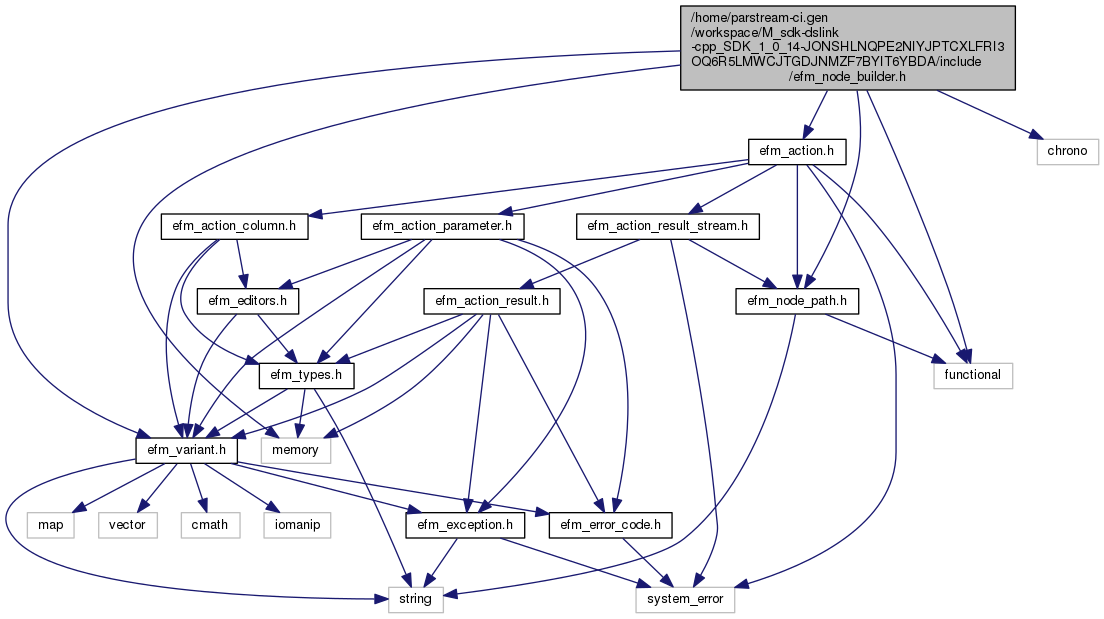 /home/parstream-ci.gen
/workspace/M_sdk-dslink
-cpp_SDK_1_0_14-JONSHLNQPE2NIYJPTCXLFRI3
OQ6R5LMWCJTGDJNMZF7BYIT6YBDA/include
/efm_node_builder.h
efm_action.h
chrono
efm_action_column.h
efm_action_parameter.h
efm_action_result_stream.h
efm_editors.h
efm_action_result.h
efm_node_path.h
efm_types.h
functional
efm_variant.h
memory
map
vector
cmath
iomanip
efm_exception.h
efm_error_code.h
string
system_error